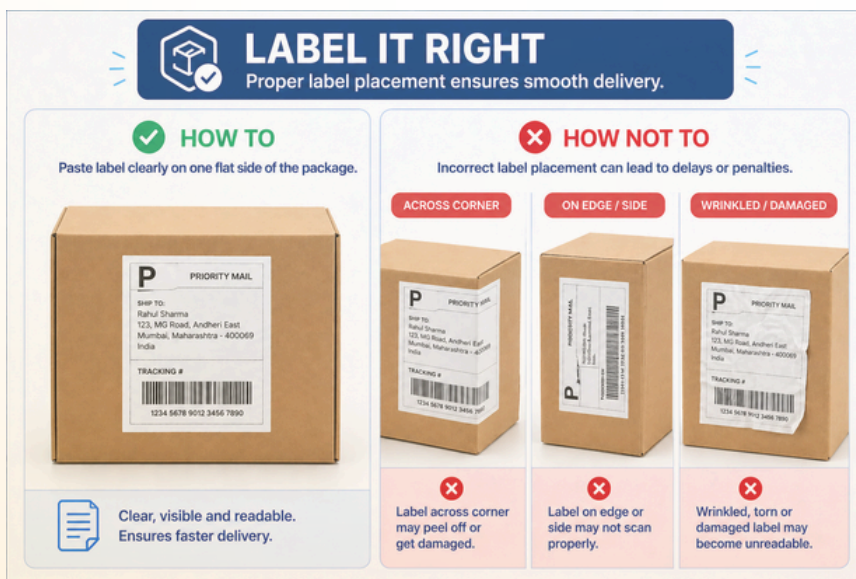 LABEL IT RIGHT
Proper label placement ensures smooth delivery.
HOW TO
Paste label clearly on one flat side of the package.
P PRIORITY MAIL
SHIP TO:
Rahul Sharma
123, MG Road, Andheri East
Mumbai, Maharashtra - 400069
India
TRACKING #
1234 5678 9012 3456 7890
Clear, visible and readable.
Ensures faster delivery.
HOW NOT TO
Incorrect label placement can lead to delays or penalties.
ACROSS CORNER
P PRIORITY MAIL
SHIP TO:
Rahul Sharma
123, MG Road, Andheri East
Mumbai, Maharashtra - 400069
India
TRACKING #
1234 5678 9012 3456 7890
Label across corner
may peel off or
get damaged.
ON EDGE / SIDE
P PRIORITY MAIL
Label on edge or
side may not scan
properly.
WRINKLED / DAMAGED
P PRIORITY MAIL
SHIP TO:
Rahul Sharma
123, MG Road, Andheri East
Mumbai, Maharashtra - 400069
India
TRACKING #
1234 5678 9012 3456 7890
Wrinkled, torn or
damaged label may
become unreadable.